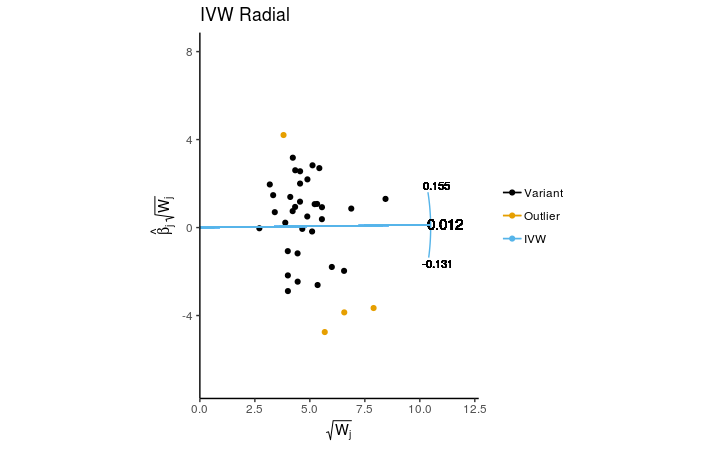 IVW Radial
8
4
0
-4
β̂j√Wj
0.155
0.012
-0.131
Variant
Outlier
IVW
0.0 2.5 5.0 7.5 10.0 12.5
√Wj